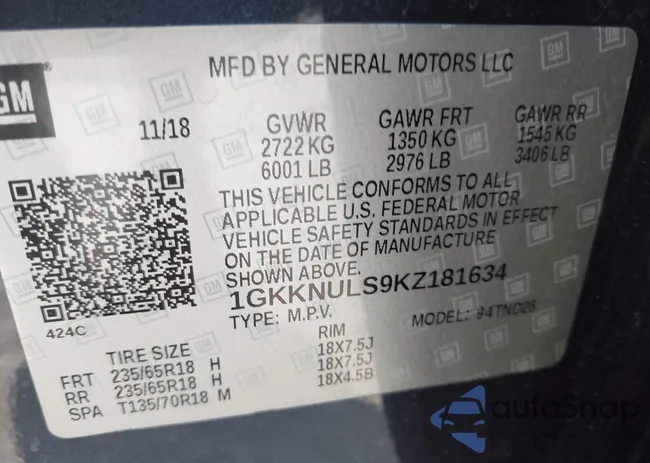 GM
MFD BY GENERAL MOTORS LLC
11/18
GVWR
2722 KG
6001 LB
GAWR FRT
1350 KG
2976 LB
GAWR RR
1545 KG
3406 LB
THIS VEHICLE CONFORMS TO ALL
APPLICABLE U.S. FEDERAL MOTOR
VEHICLE SAFETY STANDARDS IN EFFECT
ON THE DATE OF MANUFACTURE
SHOWN ABOVE.
1GKKNULS9KZ181634
TYPE: M.P.V.
MODEL: 94TNC26
424C
TIRE SIZE RIM
FRT 235/65R18 H 18X7.5J
RR 235/65R18 H 18X7.5J
SPA T135/70R18 M 18X4.5B
autoSnap